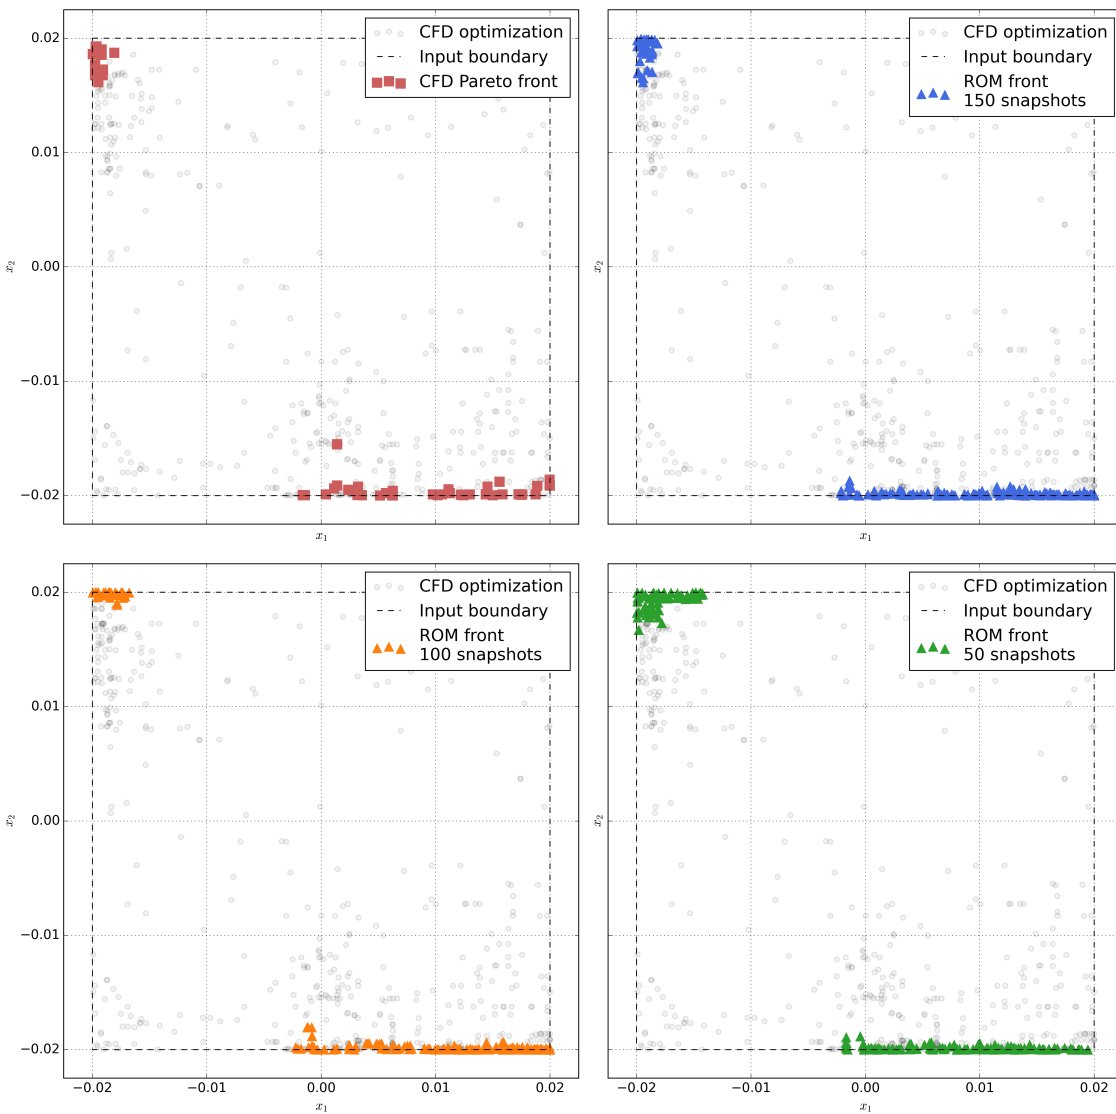 CFD optimization
Input boundary
CFD Pareto front
0.02
0.01
0.00
−0.01
−0.02
x₂
x₁
CFD optimization
Input boundary
ROM front
150 snapshots
x₂
x₁
CFD optimization
Input boundary
ROM front
100 snapshots
0.02
0.01
0.00
−0.01
−0.02
x₂
−0.02
−0.01
0.00
0.01
0.02
x₁
CFD optimization
Input boundary
ROM front
50 snapshots
x₂
−0.02
−0.01
0.00
0.01
0.02
x₁